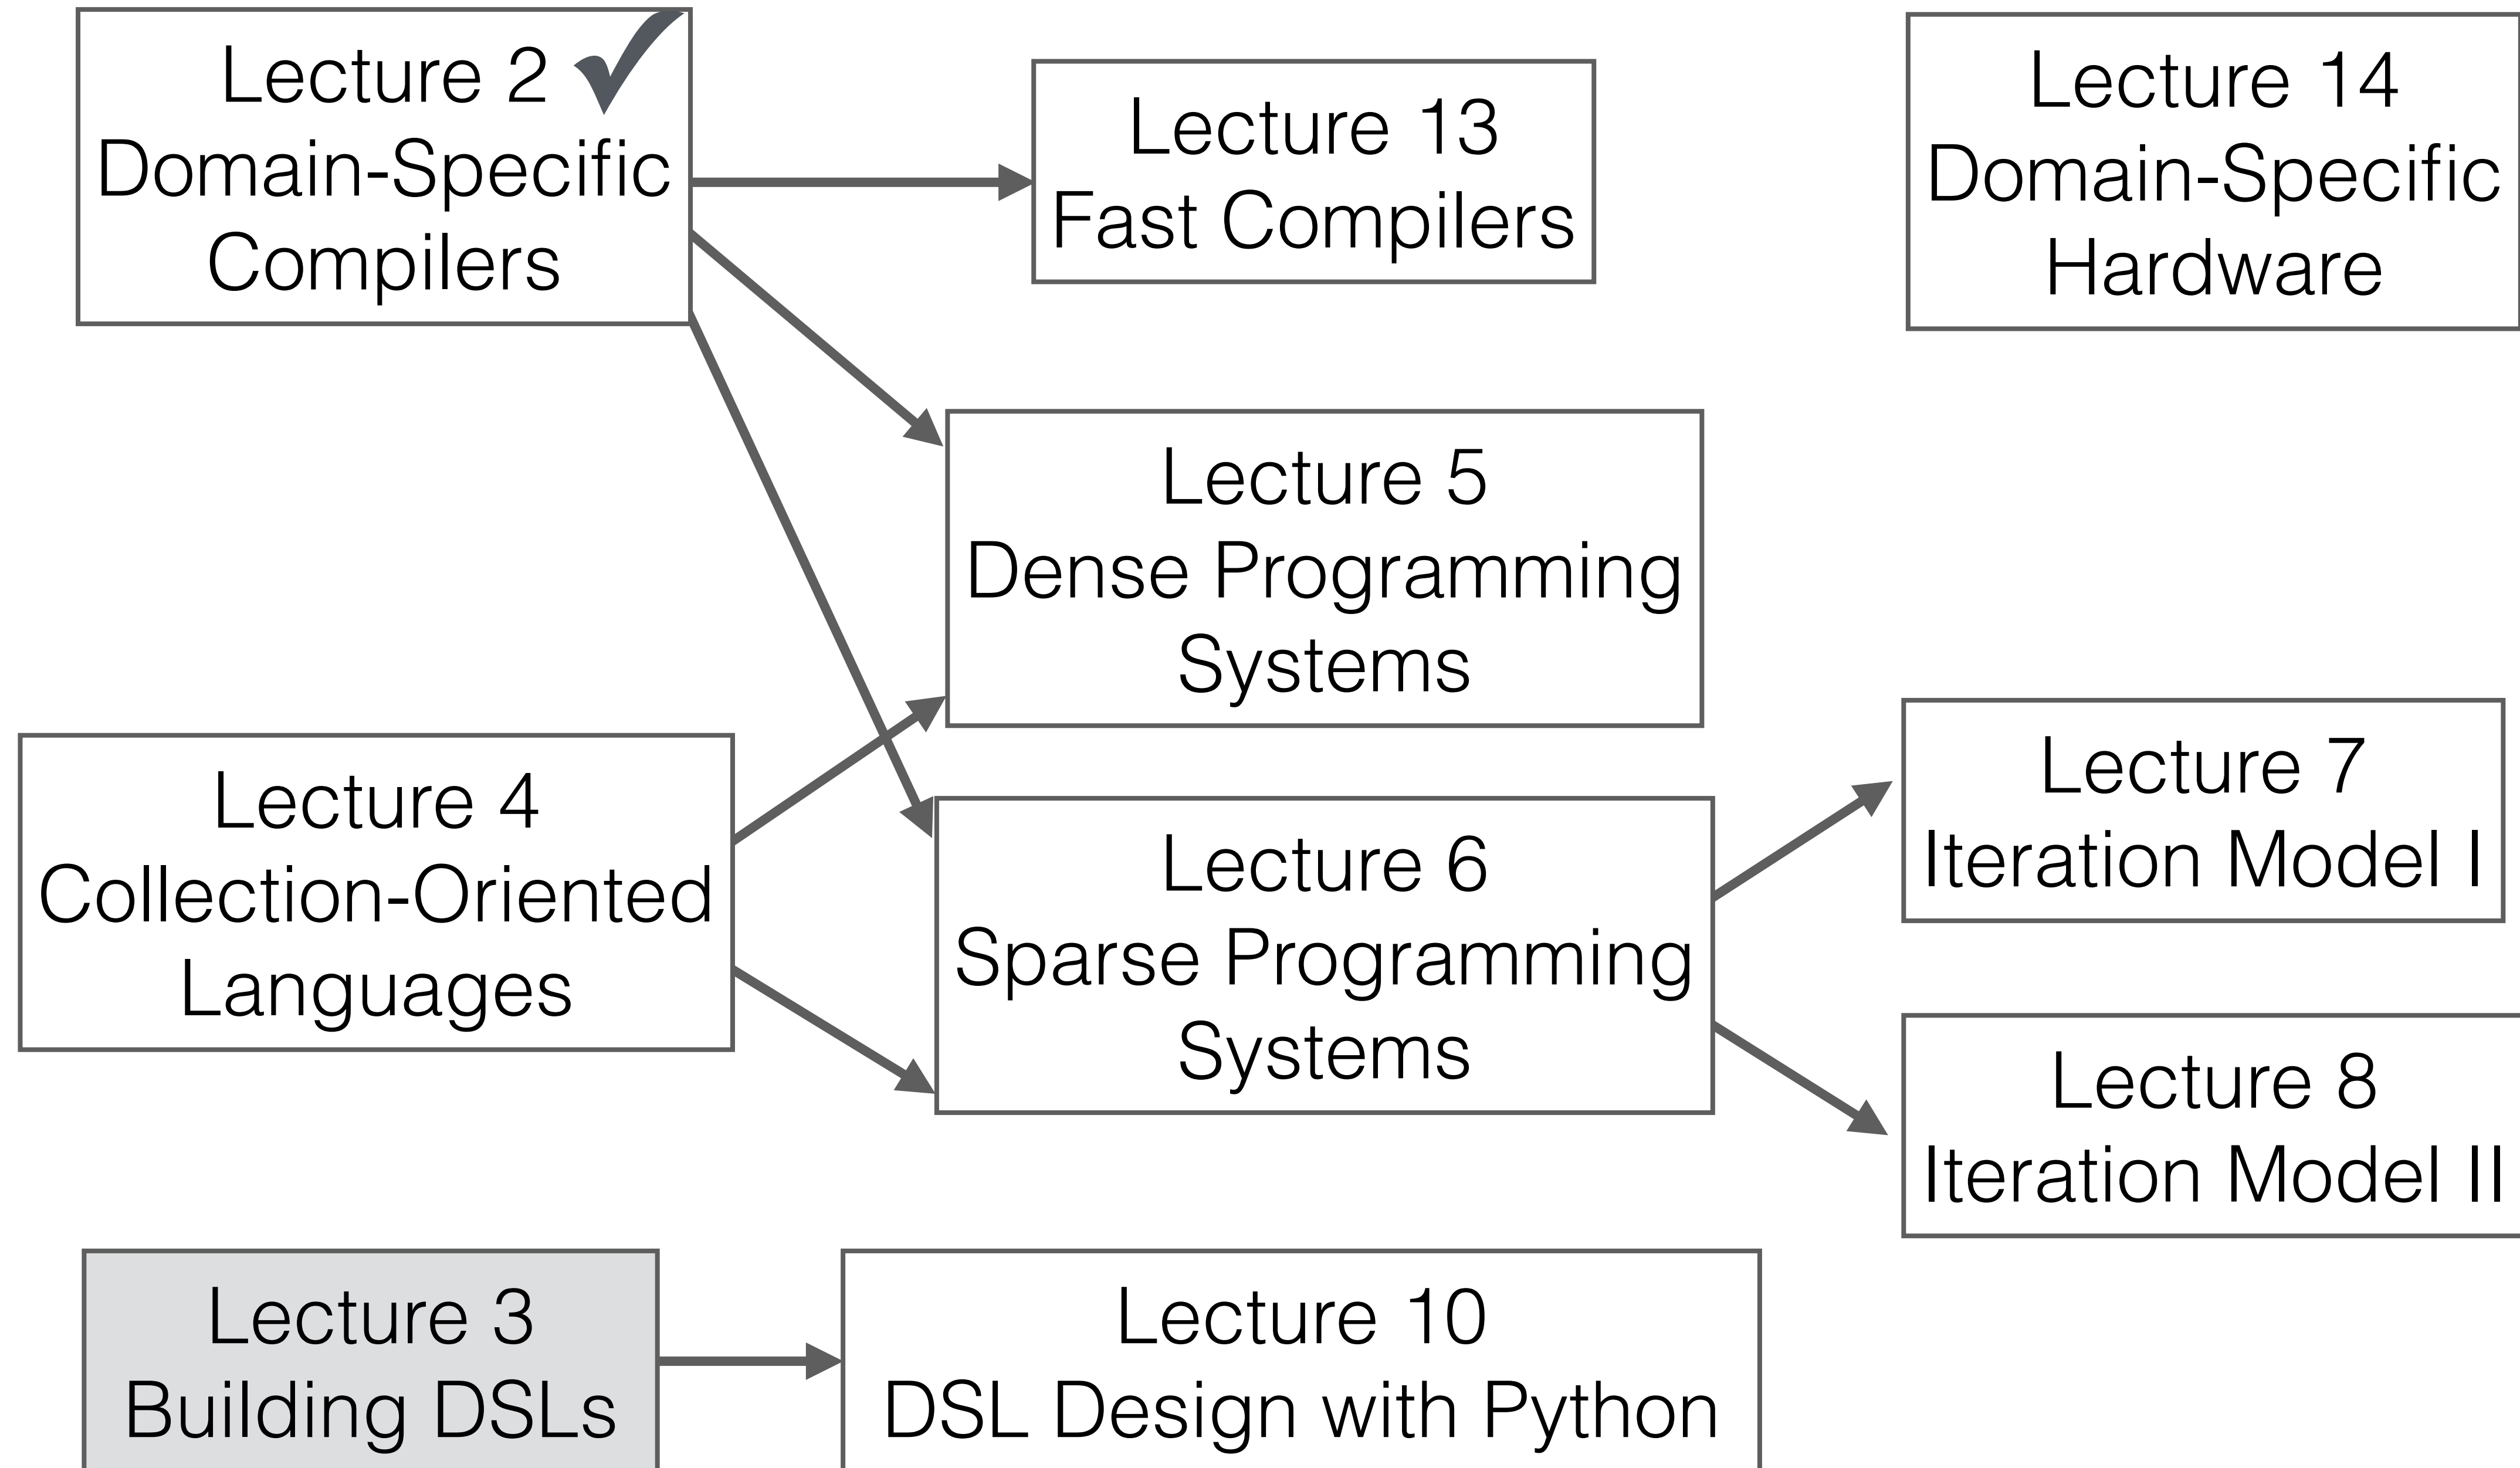 Lecture 2
Domain-Specific
Compilers
Lecture 13
Fast Compilers
Lecture 14
Domain-Specific
Hardware
Lecture 5
Dense Programming
Systems
Lecture 4
Collection-Oriented
Languages
Lecture 6
Sparse Programming
Systems
Lecture 7
Iteration Model I
Lecture 8
Iteration Model II
Lecture 3
Building DSLs
Lecture 10
DSL Design with Python